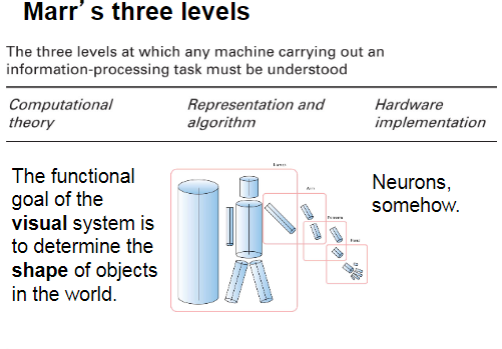 Marr's three levels
The three levels at which any machine carrying out an
information-processing task must be understood
Computational
theory
Representation and
algorithm
Hardware
implementation
The functional
goal of the
visual system is
to determine the
shape of objects
in the world.
Human
Arm
Forearm
Hand
Neurons,
somehow.